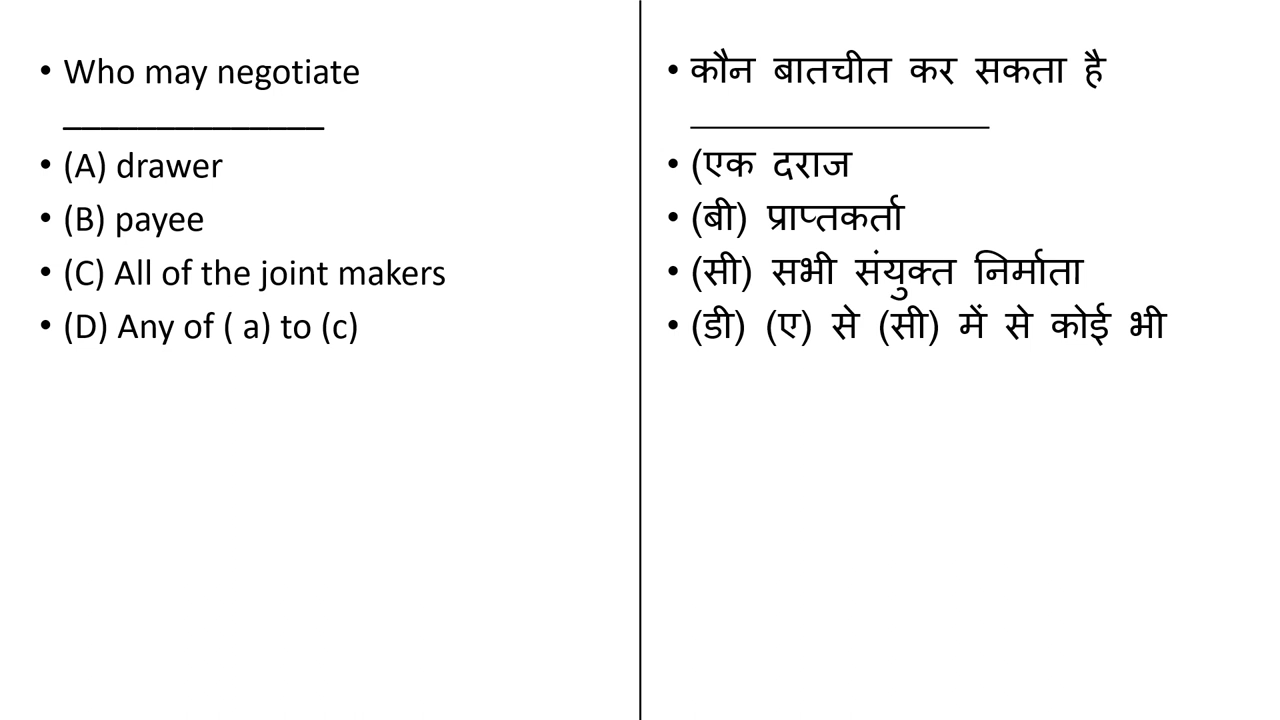 • Who may negotiate
______________
• (A) drawer
• (B) payee
• (C) All of the joint makers
• (D) Any of ( a) to (c)
• कौन बातचीत कर सकता है
________________
• (एक दराज
• (बी) प्राप्तकर्ता
• (सी) सभी संयुक्त निर्माता
• (डी) (ए) से (सी) में से कोई भी